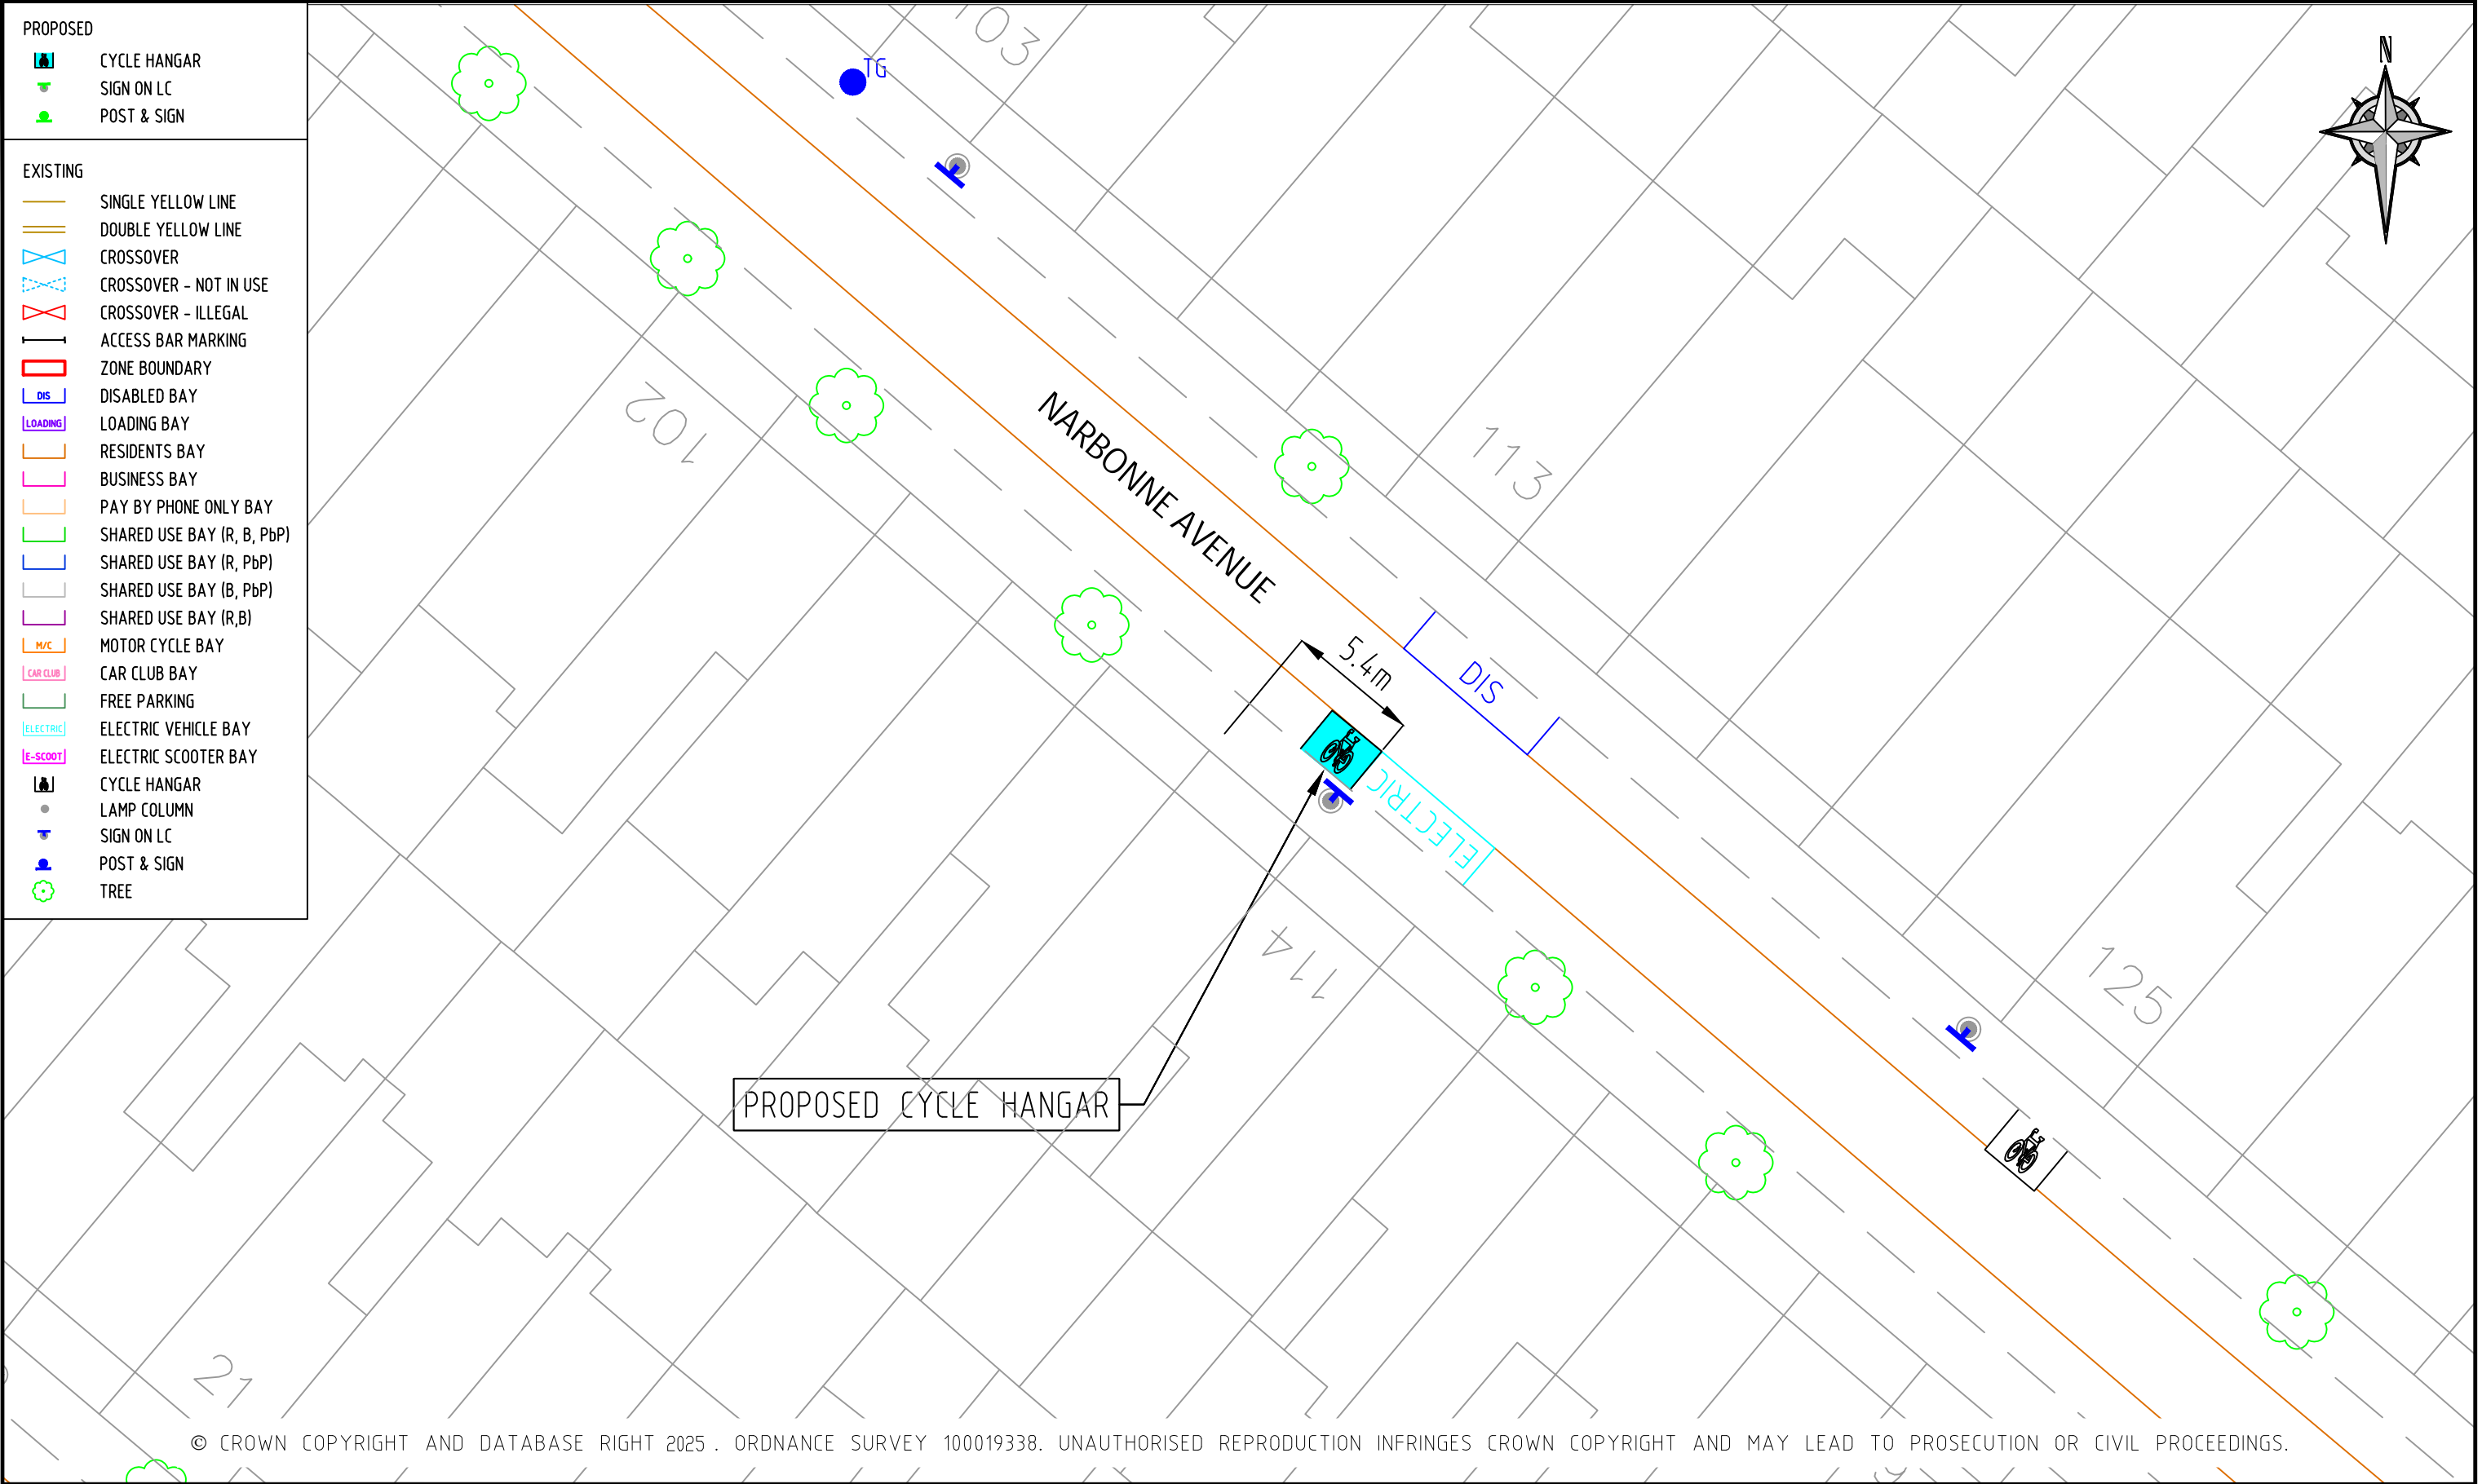 PROPOSED
CYCLE HANGAR
SIGN ON LC
POST & SIGN
EXISTING
SINGLE YELLOW LINE
DOUBLE YELLOW LINE
CROSSOVER
CROSSOVER - NOT IN USE
CROSSOVER - ILLEGAL
ACCESS BAR MARKING
ZONE BOUNDARY
DIS DISABLED BAY
LOADING LOADING BAY
RESIDENTS BAY
BUSINESS BAY
PAY BY PHONE ONLY BAY
SHARED USE BAY (R, B, PbP)
SHARED USE BAY (R, PbP)
SHARED USE BAY (B, PbP)
SHARED USE BAY (R,B)
M/C MOTOR CYCLE BAY
CAR CLUB CAR CLUB BAY
FREE PARKING
ELECTRIC ELECTRIC VEHICLE BAY
E-SCOOT ELECTRIC SCOOTER BAY
CYCLE HANGAR
LAMP COLUMN
SIGN ON LC
POST & SIGN
TREE
103
TG
N
102
NARBONNE AVENUE
113
5.4m
DIS
ELECTRIC
114
125
PROPOSED CYCLE HANGAR
21
© CROWN COPYRIGHT AND DATABASE RIGHT 2025 . ORDNANCE SURVEY 100019338. UNAUTHORISED REPRODUCTION INFRINGES CROWN COPYRIGHT AND MAY LEAD TO PROSECUTION OR CIVIL PROCEEDINGS.